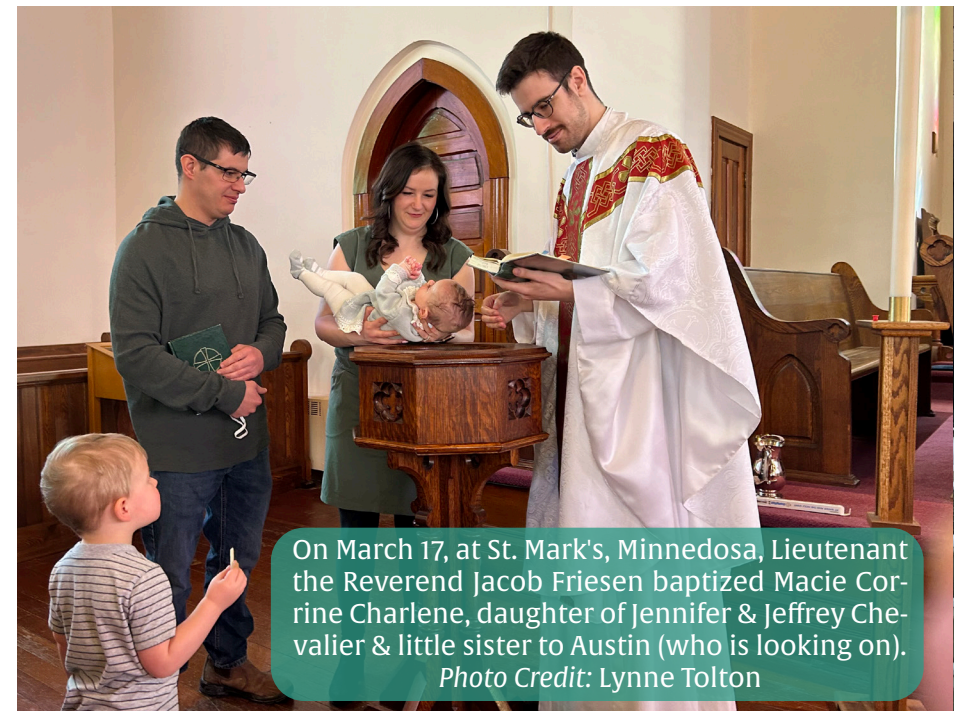 On March 17, at St. Mark's, Minnedosa, Lieutenant
the Reverend Jacob Friesen baptized Macie Cor-
rine Charlene, daughter of Jennifer & Jeffrey Che-
valier & little sister to Austin (who is looking on).
Photo Credit: Lynne Tolton